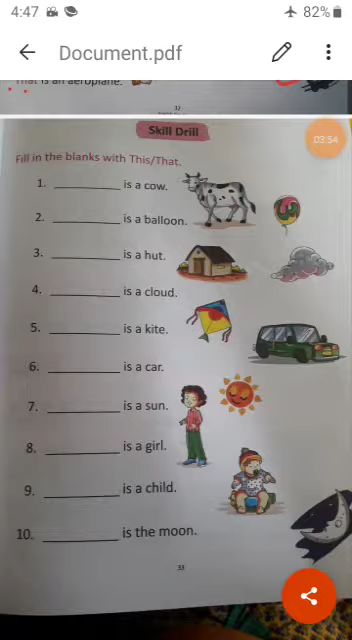 4:47
82%
Document.pdf
That is an aeroplane.
32
Skill Drill
03:54
Fill in the blanks with This/That.
1. __________ is a cow.
2. __________ is a balloon.
3. __________ is a hut.
4. __________ is a cloud.
5. __________ is a kite.
6. __________ is a car.
7. __________ is a sun.
8. __________ is a girl.
9. __________ is a child.
10. __________ is the moon.
33